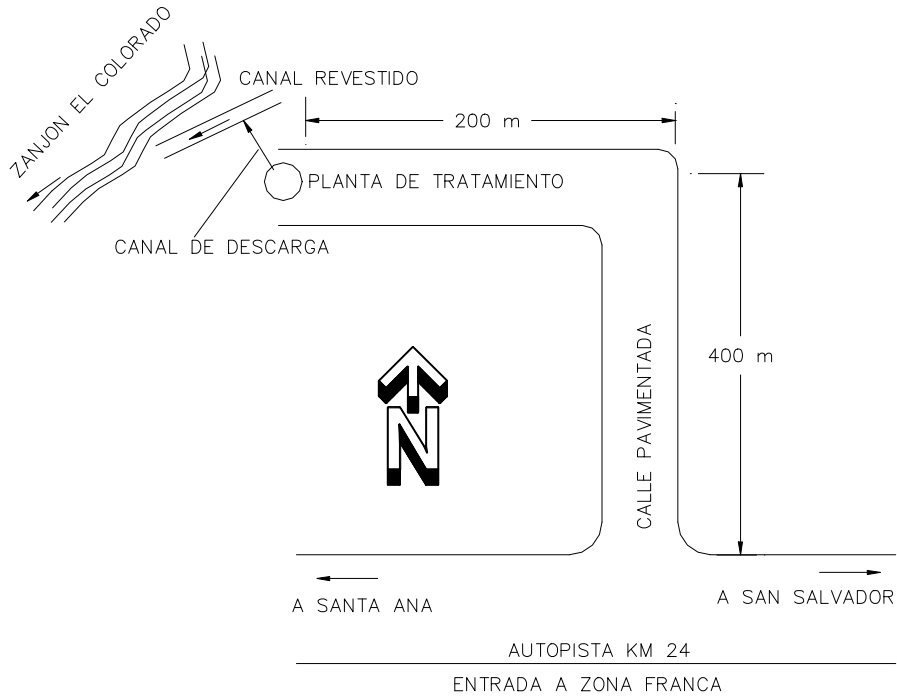 ZANJON EL COLORADO
CANAL REVESTIDO
200 m
PLANTA DE TRATAMIENTO
CANAL DE DESCARGA
400 m
CALLE PAVIMENTADA
N
A SANTA ANA
A SAN SALVADOR
AUTOPISTA KM 24
ENTRADA A ZONA FRANCA